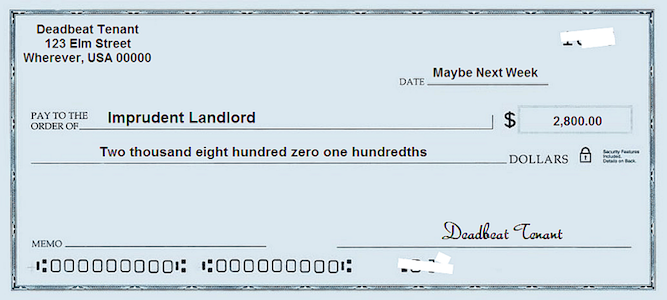 Deadbeat Tenant
123 Elm Street
Wherever, USA 00000
DATE Maybe Next Week
PAY TO THE
ORDER OF Imprudent Landlord $ 2,800.00
Two thousand eight hundred zero one hundredths DOLLARS
Security Features
Included.
Details on Back.
MEMO Deadbeat Tenant
⑆000000000⑆ ⑆000000000⑆